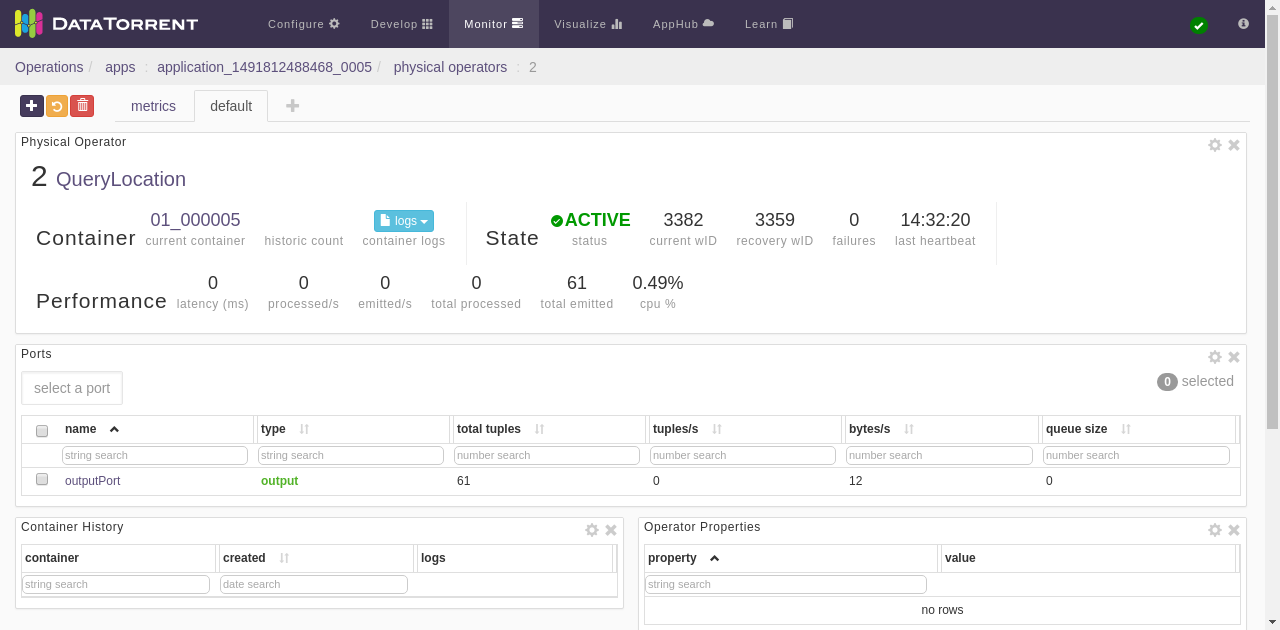 DATATORRENT Configure Develop Monitor Visualize AppHub Learn
Operations / apps : application_1491812488468_0005 / physical operators : 2
metrics default
Physical Operator
2 QueryLocation
Container 01_000005 current container historic count logs container logs State ACTIVE status 3382 current wID 3359 recovery wID 0 failures 14:32:20 last heartbeat
Performance 0 latency (ms) 0 processed/s 0 emitted/s 0 total processed 61 total emitted 0.49% cpu %
Ports
select a port 0 selected
name type total tuples tuples/s bytes/s queue size
string search string search number search number search number search number search
outputPort output 61 0 12 0
Container History
container created logs
string search date search
Operator Properties
property value
string search
no rows